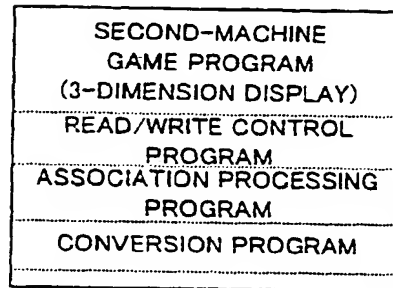 SECOND-MACHINE
GAME PROGRAM
(3-DIMENSION DISPLAY)
READ/WRITE CONTROL
PROGRAM
ASSOCIATION PROCESSING
PROGRAM
CONVERSION PROGRAM